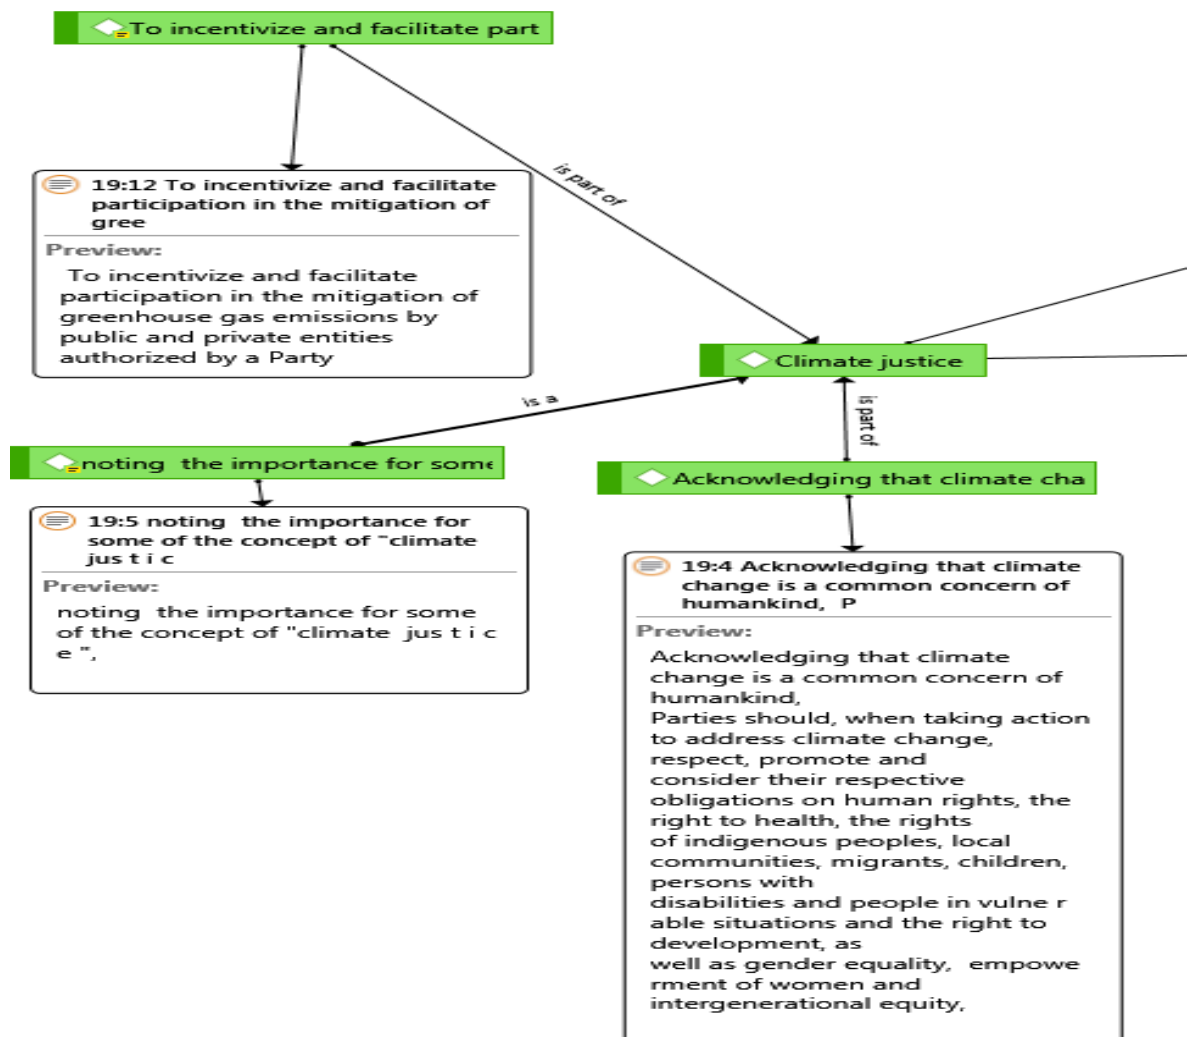 To incentivize and facilitate part
is part of
19:12 To incentivize and facilitate
participation in the mitigation of
gree
Preview:
To incentivize and facilitate
participation in the mitigation of
greenhouse gas emissions by
public and private entities
authorized by a Party
Climate justice
is a
is part of
noting  the importance for some
Acknowledging that climate cha
19:5 noting  the importance for
some of the concept of "climate
jus t i c
Preview:
noting  the importance for some
of the concept of "climate  jus t i c
e ",
19:4 Acknowledging that climate
change is a common concern of
humankind,  P
Preview:
Acknowledging that climate
change is a common concern of
humankind,
Parties should, when taking action
to address climate change,
respect, promote and
consider their respective
obligations on human rights, the
right to health, the rights
of indigenous peoples, local
communities, migrants, children,
persons with
disabilities and people in vulne r
able situations and the right to
development, as
well as gender equality,  empowe
rment of women and
intergenerational equity,